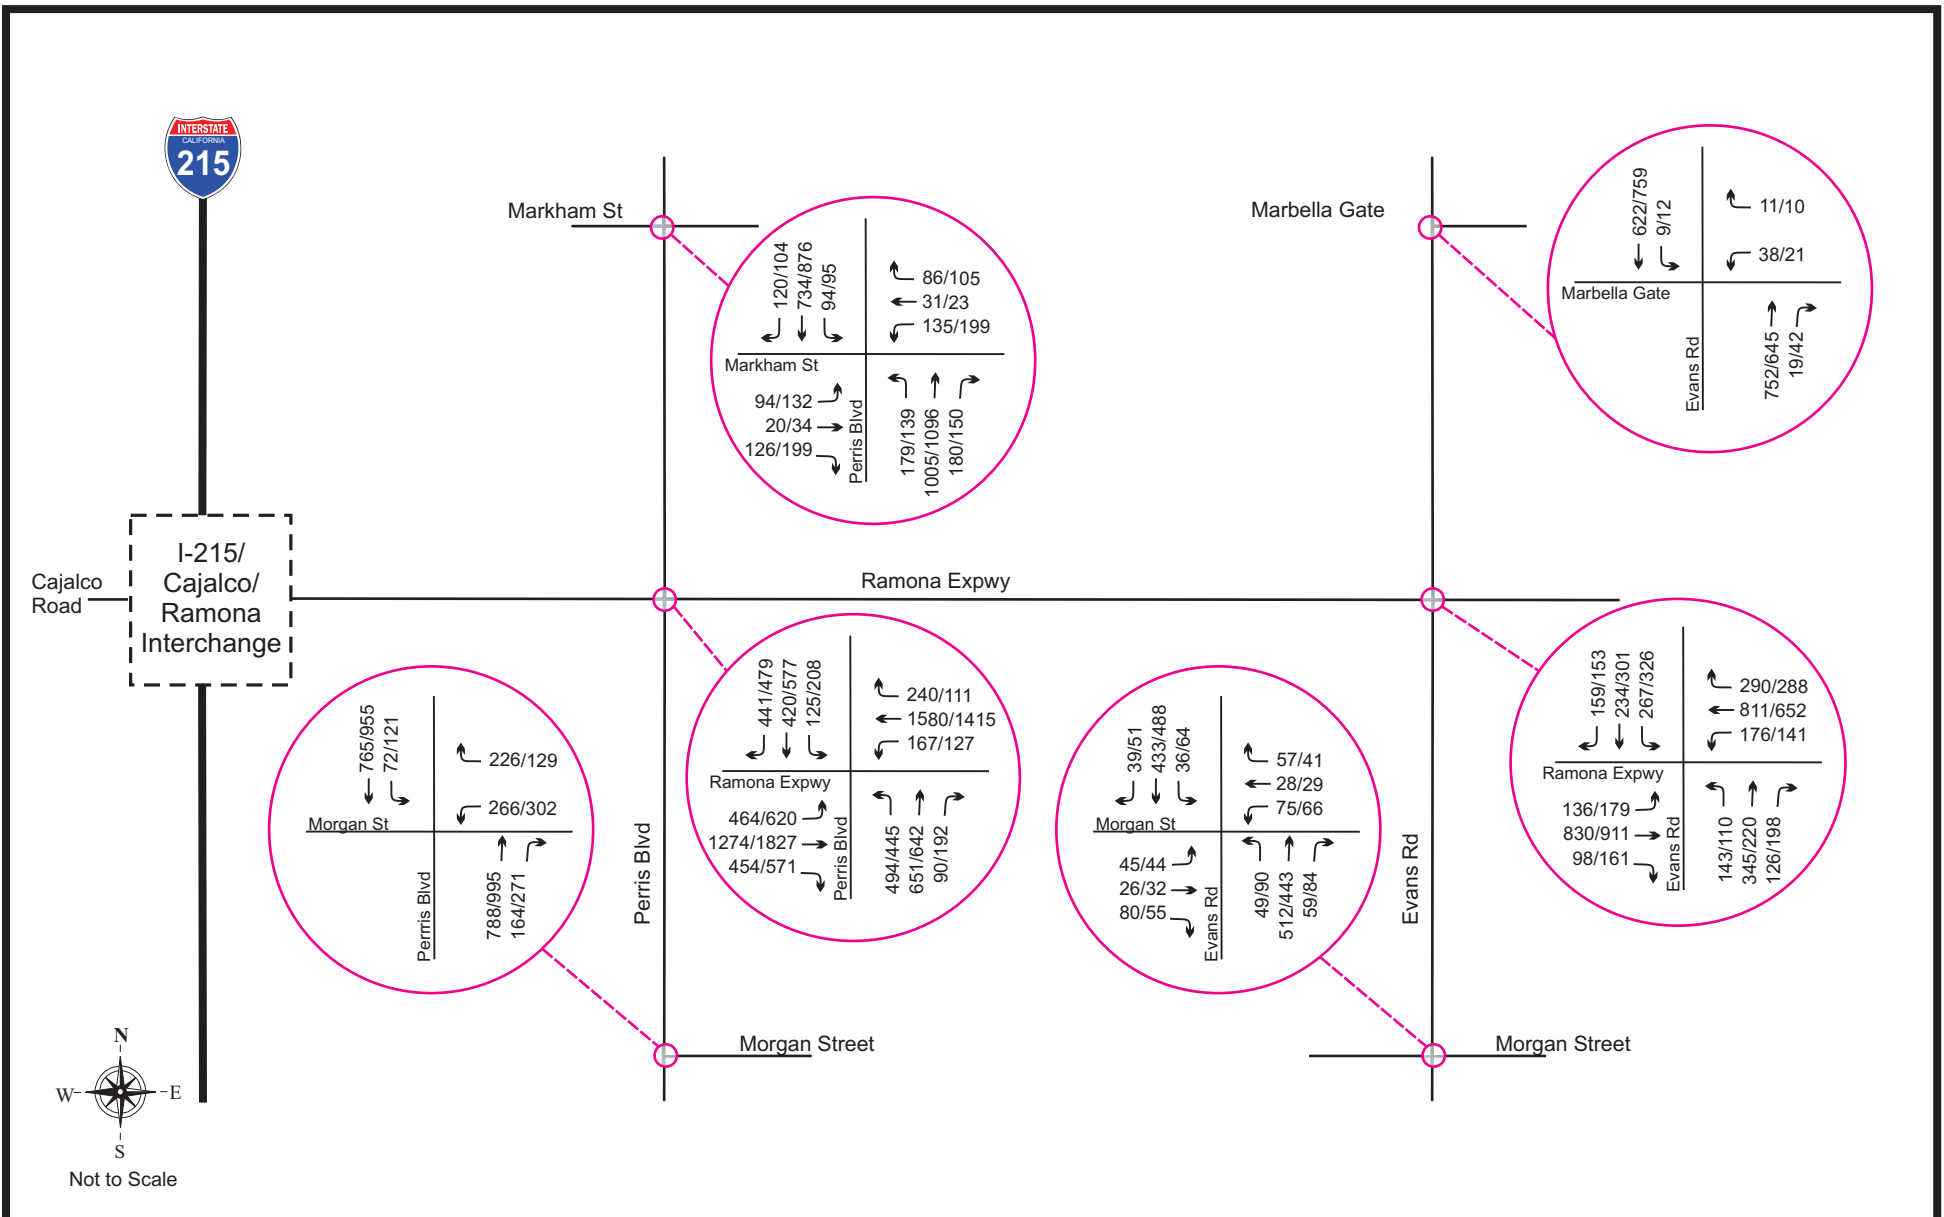 INTERSTATE
CALIFORNIA
215
Markham St
Marbella Gate
120/104
734/876
94/95
86/105
31/23
135/199
Markham St
94/132
20/34
126/199
Perris Blvd
179/139
1005/1096
180/150
622/759
9/12
11/10
38/21
Marbella Gate
Evans Rd
752/645
19/42
Cajalco
Road
I-215/
Cajalco/
Ramona
Interchange
Ramona Expwy
765/955
72/121
226/129
266/302
Morgan St
Perrris Blvd
788/995
164/271
441/479
420/577
125/208
240/111
1580/1415
167/127
Ramona Expwy
464/620
1274/1827
454/571
Perris Blvd
494/445
651/642
90/192
39/51
433/488
36/64
57/41
28/29
75/66
Morgan St
45/44
26/32
80/55
Evans Rd
49/90
512/443
59/84
159/153
234/301
267/326
290/288
811/652
176/141
Ramona Expwy
136/179
830/911
98/161
Evans Rd
143/110
345/220
126/198
Perris Blvd
Evans Rd
Morgan Street
Morgan Street
N
W
E
S
Not to Scale